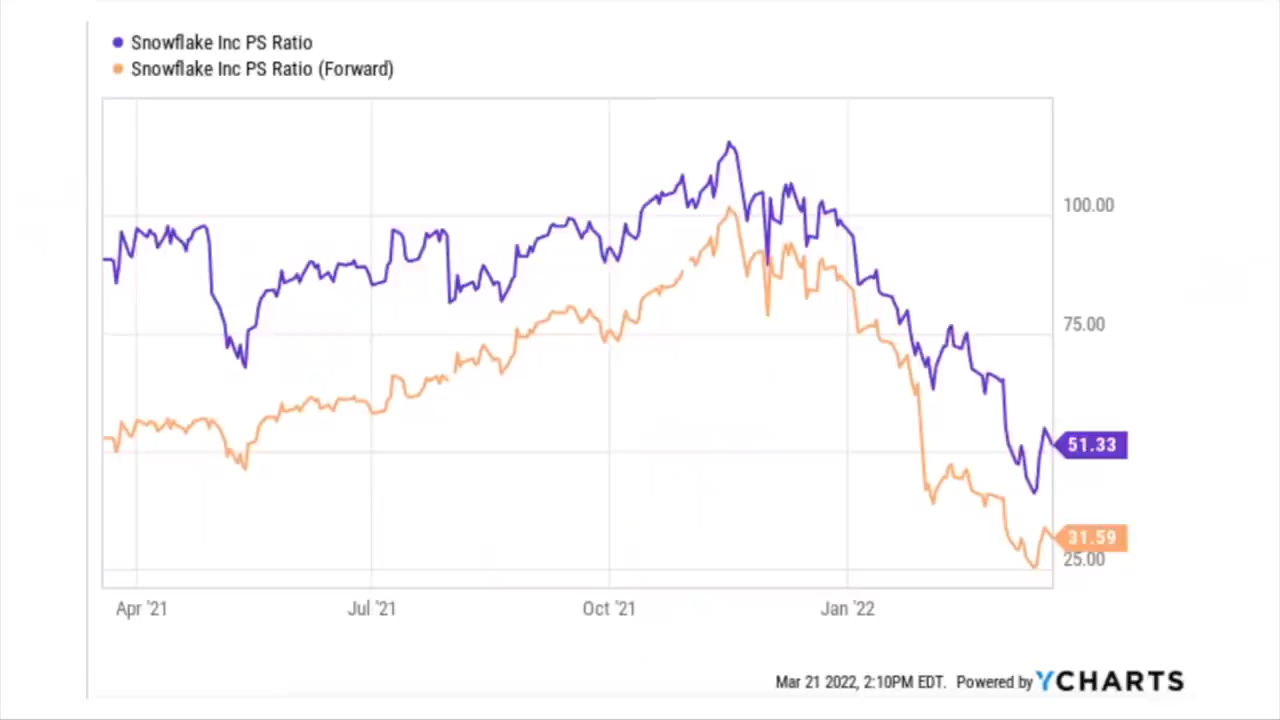 Snowflake Inc PS Ratio
Snowflake Inc PS Ratio (Forward)
100.00
75.00
51.33
31.59
25.00
Apr '21 Jul '21 Oct '21 Jan '22
Mar 21 2022, 2:10PM EDT. Powered by YCHARTS